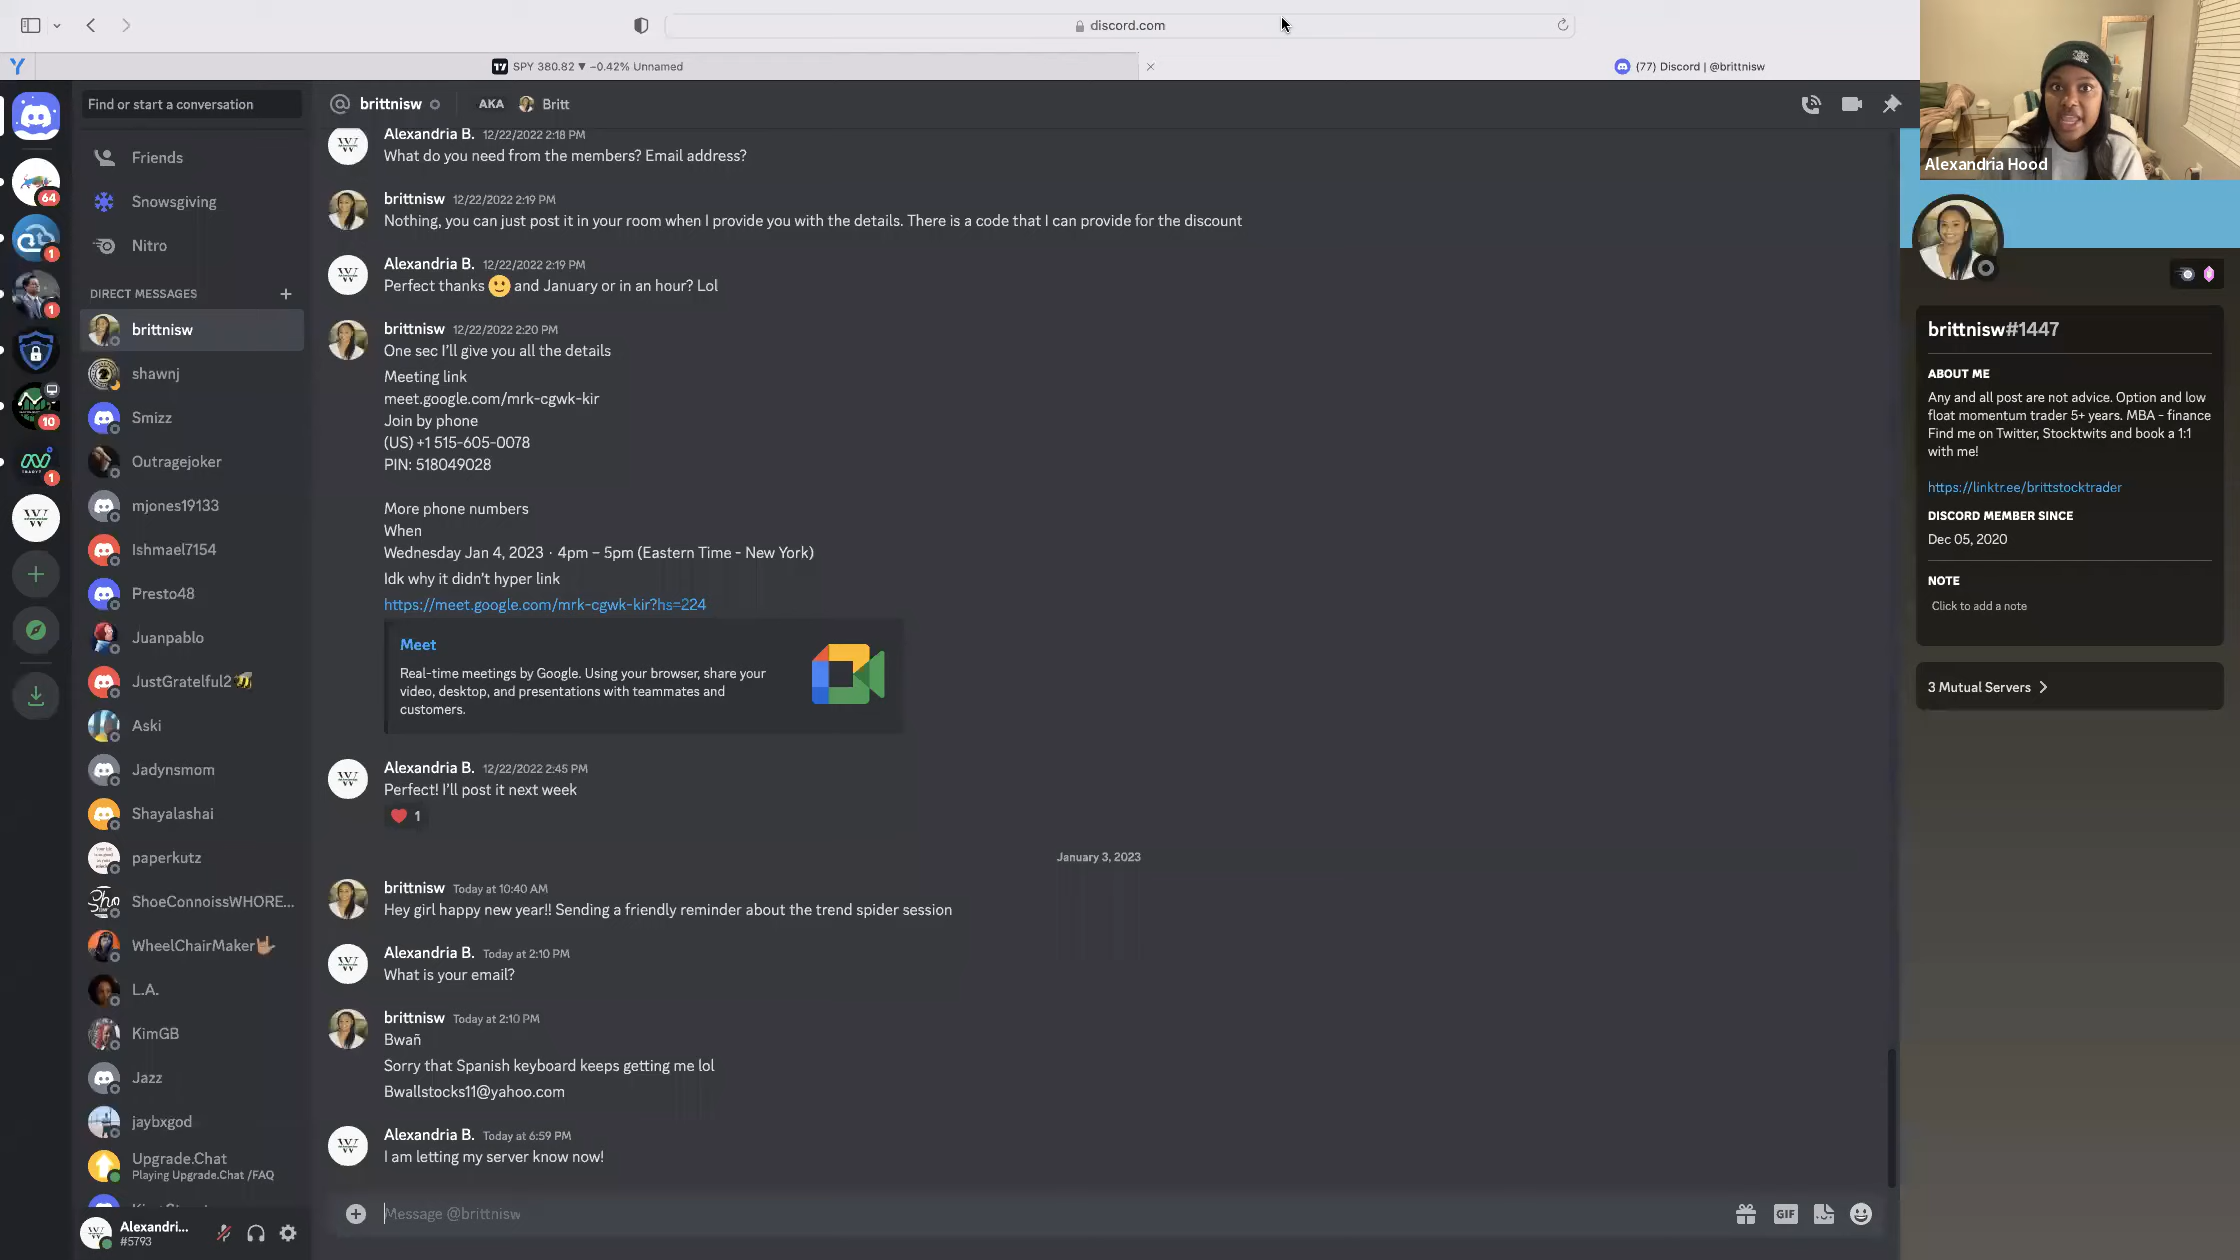 discord.com
SPY 380.82 ▼ −0.42% Unnamed
(77) Discord | @brittnisw
Find or start a conversation
Friends
Snowsgiving
Nitro
DIRECT MESSAGES
brittnisw
shawnj
Smizz
Outragejoker
mjones19133
Ishmael7154
Presto48
Juanpablo
JustGratelful2🐝
Aski
Jadynsmom
Shayalashai
paperkutz
ShoeConnoissWHORE...
WheelChairMaker🤟🏽
L.A.
KimGB
Jazz
jaybxgod
Upgrade.Chat
Playing Upgrade.Chat /FAQ
Alexandri...
#5793
64
1
1
10
1
brittnisw AKA Britt
Alexandria B. 12/22/2022 2:18 PM
What do you need from the members? Email address?
brittnisw 12/22/2022 2:19 PM
Nothing, you can just post it in your room when I provide you with the details. There is a code that I can provide for the discount
Alexandria B. 12/22/2022 2:19 PM
Perfect thanks 🙂 and January or in an hour? Lol
brittnisw 12/22/2022 2:20 PM
One sec I'll give you all the details
Meeting link
meet.google.com/mrk-cgwk-kir
Join by phone
(US) +1 515-605-0078
PIN: 518049028
More phone numbers
When
Wednesday Jan 4, 2023 · 4pm – 5pm (Eastern Time - New York)
Idk why it didn't hyper link
https://meet.google.com/mrk-cgwk-kir?hs=224
Meet
Real-time meetings by Google. Using your browser, share your
video, desktop, and presentations with teammates and
customers.
Alexandria B. 12/22/2022 2:45 PM
Perfect! I'll post it next week
❤️ 1
January 3, 2023
brittnisw Today at 10:40 AM
Hey girl happy new year!! Sending a friendly reminder about the trend spider session
Alexandria B. Today at 2:10 PM
What is your email?
brittnisw Today at 2:10 PM
Bwañ
Sorry that Spanish keyboard keeps getting me lol
Bwallstocks11@yahoo.com
Alexandria B. Today at 6:59 PM
I am letting my server know now!
Message @brittnisw
GIF
Alexandria Hood
brittnisw#1447
ABOUT ME
Any and all post are not advice. Option and low
float momentum trader 5+ years. MBA - finance
Find me on Twitter, Stocktwits and book a 1:1
with me!
https://linktr.ee/brittstocktrader
DISCORD MEMBER SINCE
Dec 05, 2020
NOTE
Click to add a note
3 Mutual Servers